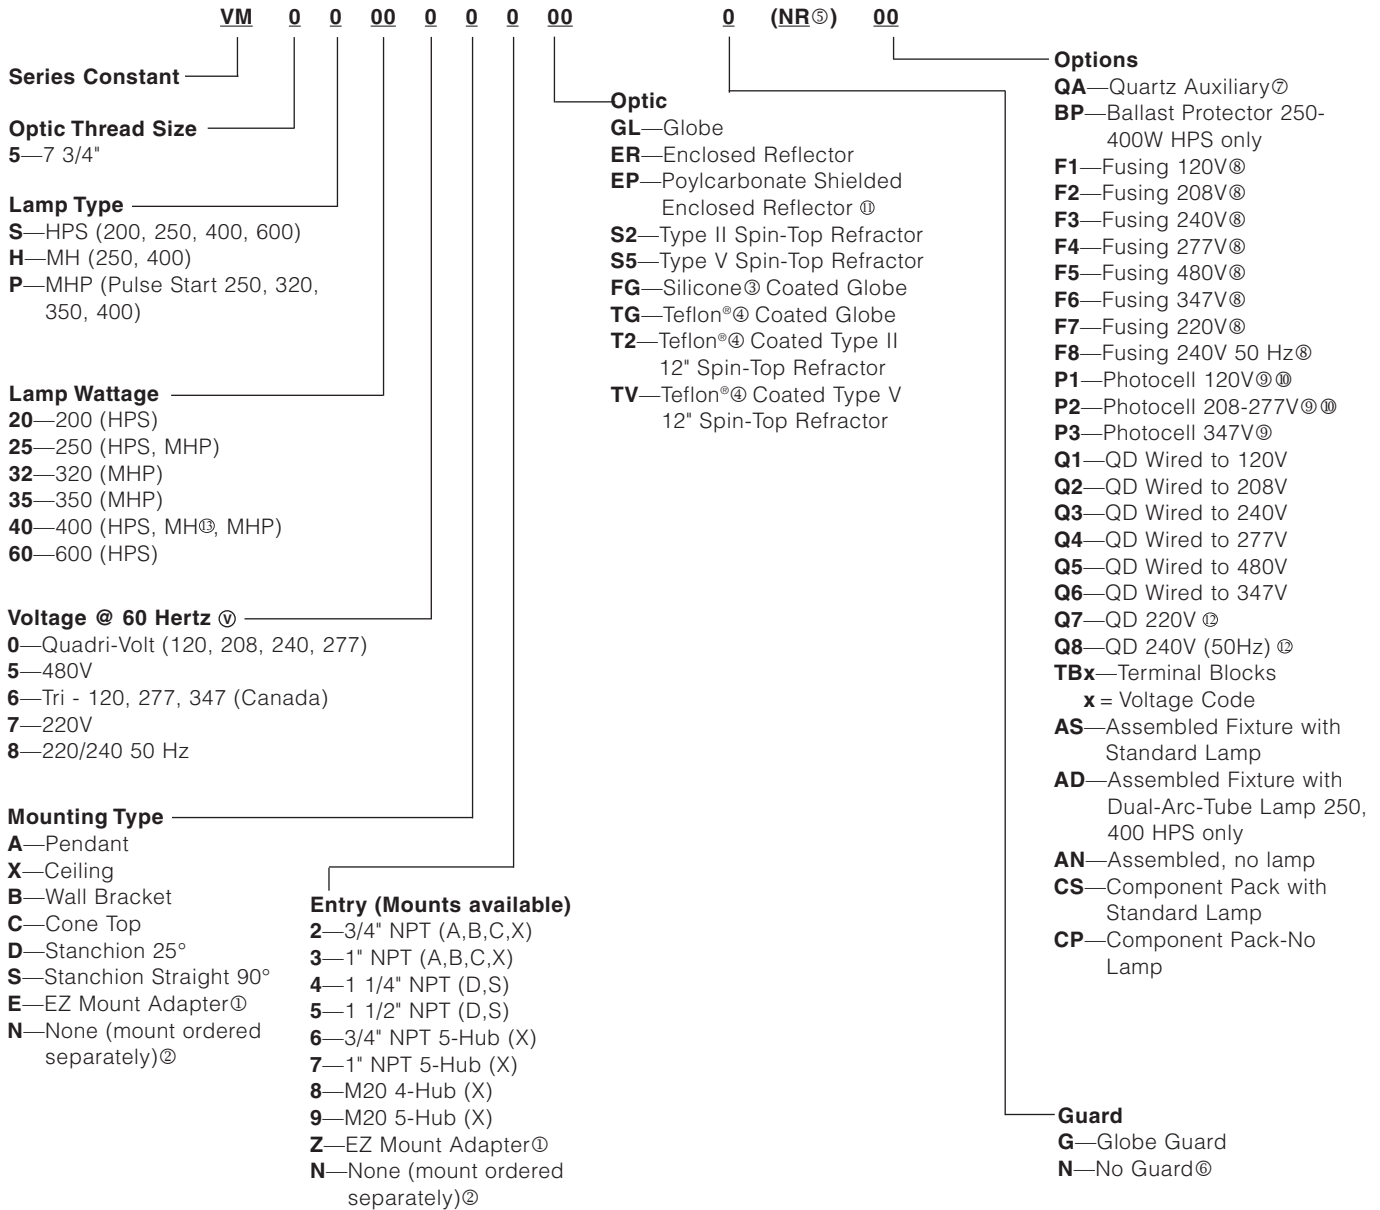 VM 0 0 00 0 0 0 00 0 (NR⑤) 00
Series Constant
Optic Thread Size
5—7 3/4"
Lamp Type
S—HPS (200, 250, 400, 600)
H—MH (250, 400)
P—MHP (Pulse Start 250, 320,
350, 400)
Lamp Wattage
20—200 (HPS)
25—250 (HPS, MHP)
32—320 (MHP)
35—350 (MHP)
40—400 (HPS, MH⑬, MHP)
60—600 (HPS)
Voltage @ 60 Hertz ⓥ
0—Quadri-Volt (120, 208, 240, 277)
5—480V
6—Tri - 120, 277, 347 (Canada)
7—220V
8—220/240 50 Hz
Mounting Type
A—Pendant
X—Ceiling
B—Wall Bracket
C—Cone Top
D—Stanchion 25°
S—Stanchion Straight 90°
E—EZ Mount Adapter①
N—None (mount ordered
separately)②
Entry (Mounts available)
2—3/4" NPT (A,B,C,X)
3—1" NPT (A,B,C,X)
4—1 1/4" NPT (D,S)
5—1 1/2" NPT (D,S)
6—3/4" NPT 5-Hub (X)
7—1" NPT 5-Hub (X)
8—M20 4-Hub (X)
9—M20 5-Hub (X)
Z—EZ Mount Adapter①
N—None (mount ordered
separately)②
Optic
GL—Globe
ER—Enclosed Reflector
EP—Poylcarbonate Shielded
Enclosed Reflector ⑪
S2—Type II Spin-Top Refractor
S5—Type V Spin-Top Refractor
FG—Silicone③ Coated Globe
TG—Teflon®④ Coated Globe
T2—Teflon®④ Coated Type II
12" Spin-Top Refractor
TV—Teflon®④ Coated Type V
12" Spin-Top Refractor
Options
QA—Quartz Auxiliary⑦
BP—Ballast Protector 250-
400W HPS only
F1—Fusing 120V⑧
F2—Fusing 208V⑧
F3—Fusing 240V⑧
F4—Fusing 277V⑧
F5—Fusing 480V⑧
F6—Fusing 347V⑧
F7—Fusing 220V⑧
F8—Fusing 240V 50 Hz⑧
P1—Photocell 120V⑨⑩
P2—Photocell 208-277V⑨⑩
P3—Photocell 347V⑨
Q1—QD Wired to 120V
Q2—QD Wired to 208V
Q3—QD Wired to 240V
Q4—QD Wired to 277V
Q5—QD Wired to 480V
Q6—QD Wired to 347V
Q7—QD 220V ⑫
Q8—QD 240V (50Hz) ⑫
TBx—Terminal Blocks
x = Voltage Code
AS—Assembled Fixture with
Standard Lamp
AD—Assembled Fixture with
Dual-Arc-Tube Lamp 250,
400 HPS only
AN—Assembled, no lamp
CS—Component Pack with
Standard Lamp
CP—Component Pack-No
Lamp
Guard
G—Globe Guard
N—No Guard⑥